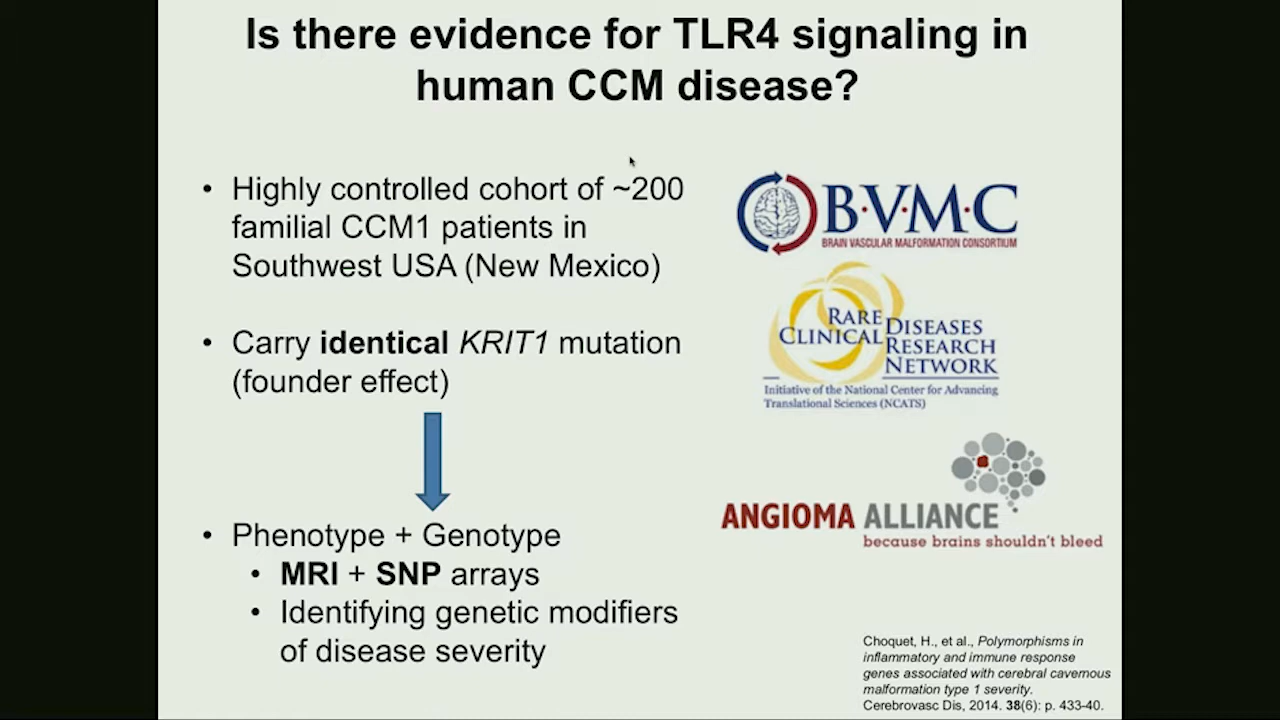 Is there evidence for TLR4 signaling in
human CCM disease?
• Highly controlled cohort of ~200
familial CCM1 patients in
Southwest USA (New Mexico)
• Carry identical KRIT1 mutation
(founder effect)
• Phenotype + Genotype
• MRI + SNP arrays
• Identifying genetic modifiers
of disease severity
B·V·M·C
BRAIN VASCULAR MALFORMATION CONSORTIUM
RARE
CLINICAL
DISEASES
RESEARCH
NETWORK
Initiative of the National Center for Advancing
Translational Sciences (NCATS)
ANGIOMA ALLIANCE
because brains shouldn't bleed
Choquet, H., et al., Polymorphisms in
inflammatory and immune response
genes associated with cerebral cavernous
malformation type 1 severity.
Cerebrovasc Dis, 2014. 38(6): p. 433-40.